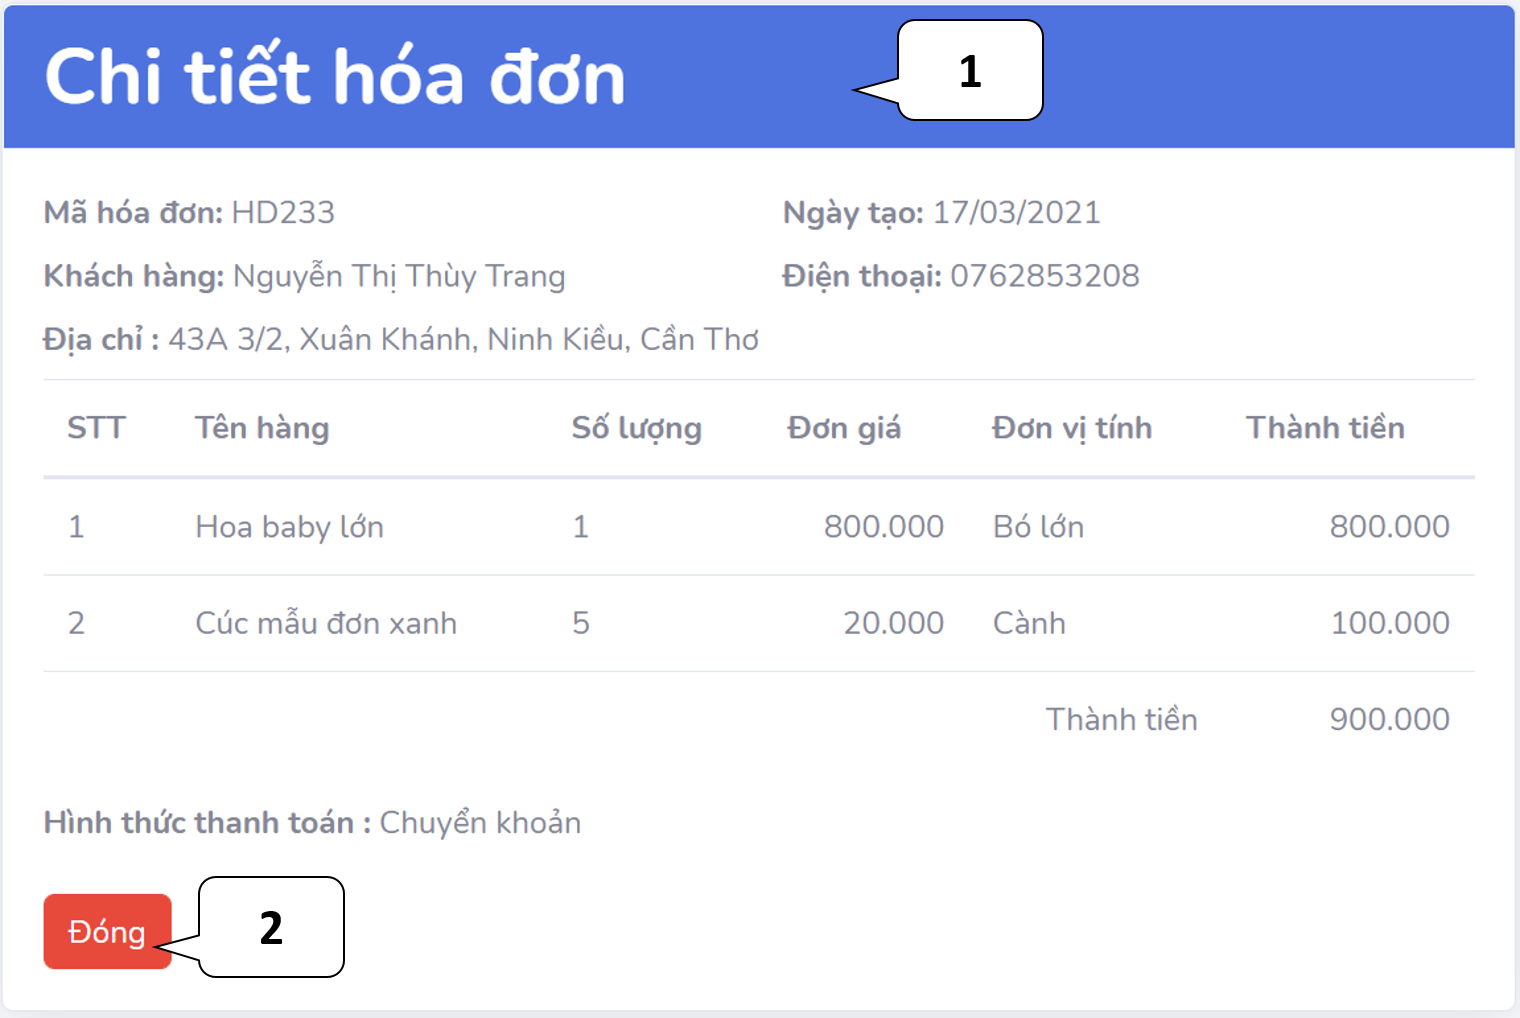 Chi tiết hóa đơn
1
Mã hóa đơn: HD233 Ngày tạo: 17/03/2021
Khách hàng: Nguyễn Thị Thùy Trang Điện thoại: 0762853208
Địa chỉ : 43A 3/2, Xuân Khánh, Ninh Kiều, Cần Thơ
STT Tên hàng Số lượng Đơn giá Đơn vị tính Thành tiền
1 Hoa baby lớn 1 800.000 Bó lớn 800.000
2 Cúc mẫu đơn xanh 5 20.000 Cành 100.000
Thành tiền 900.000
Hình thức thanh toán : Chuyển khoản
Đóng
2